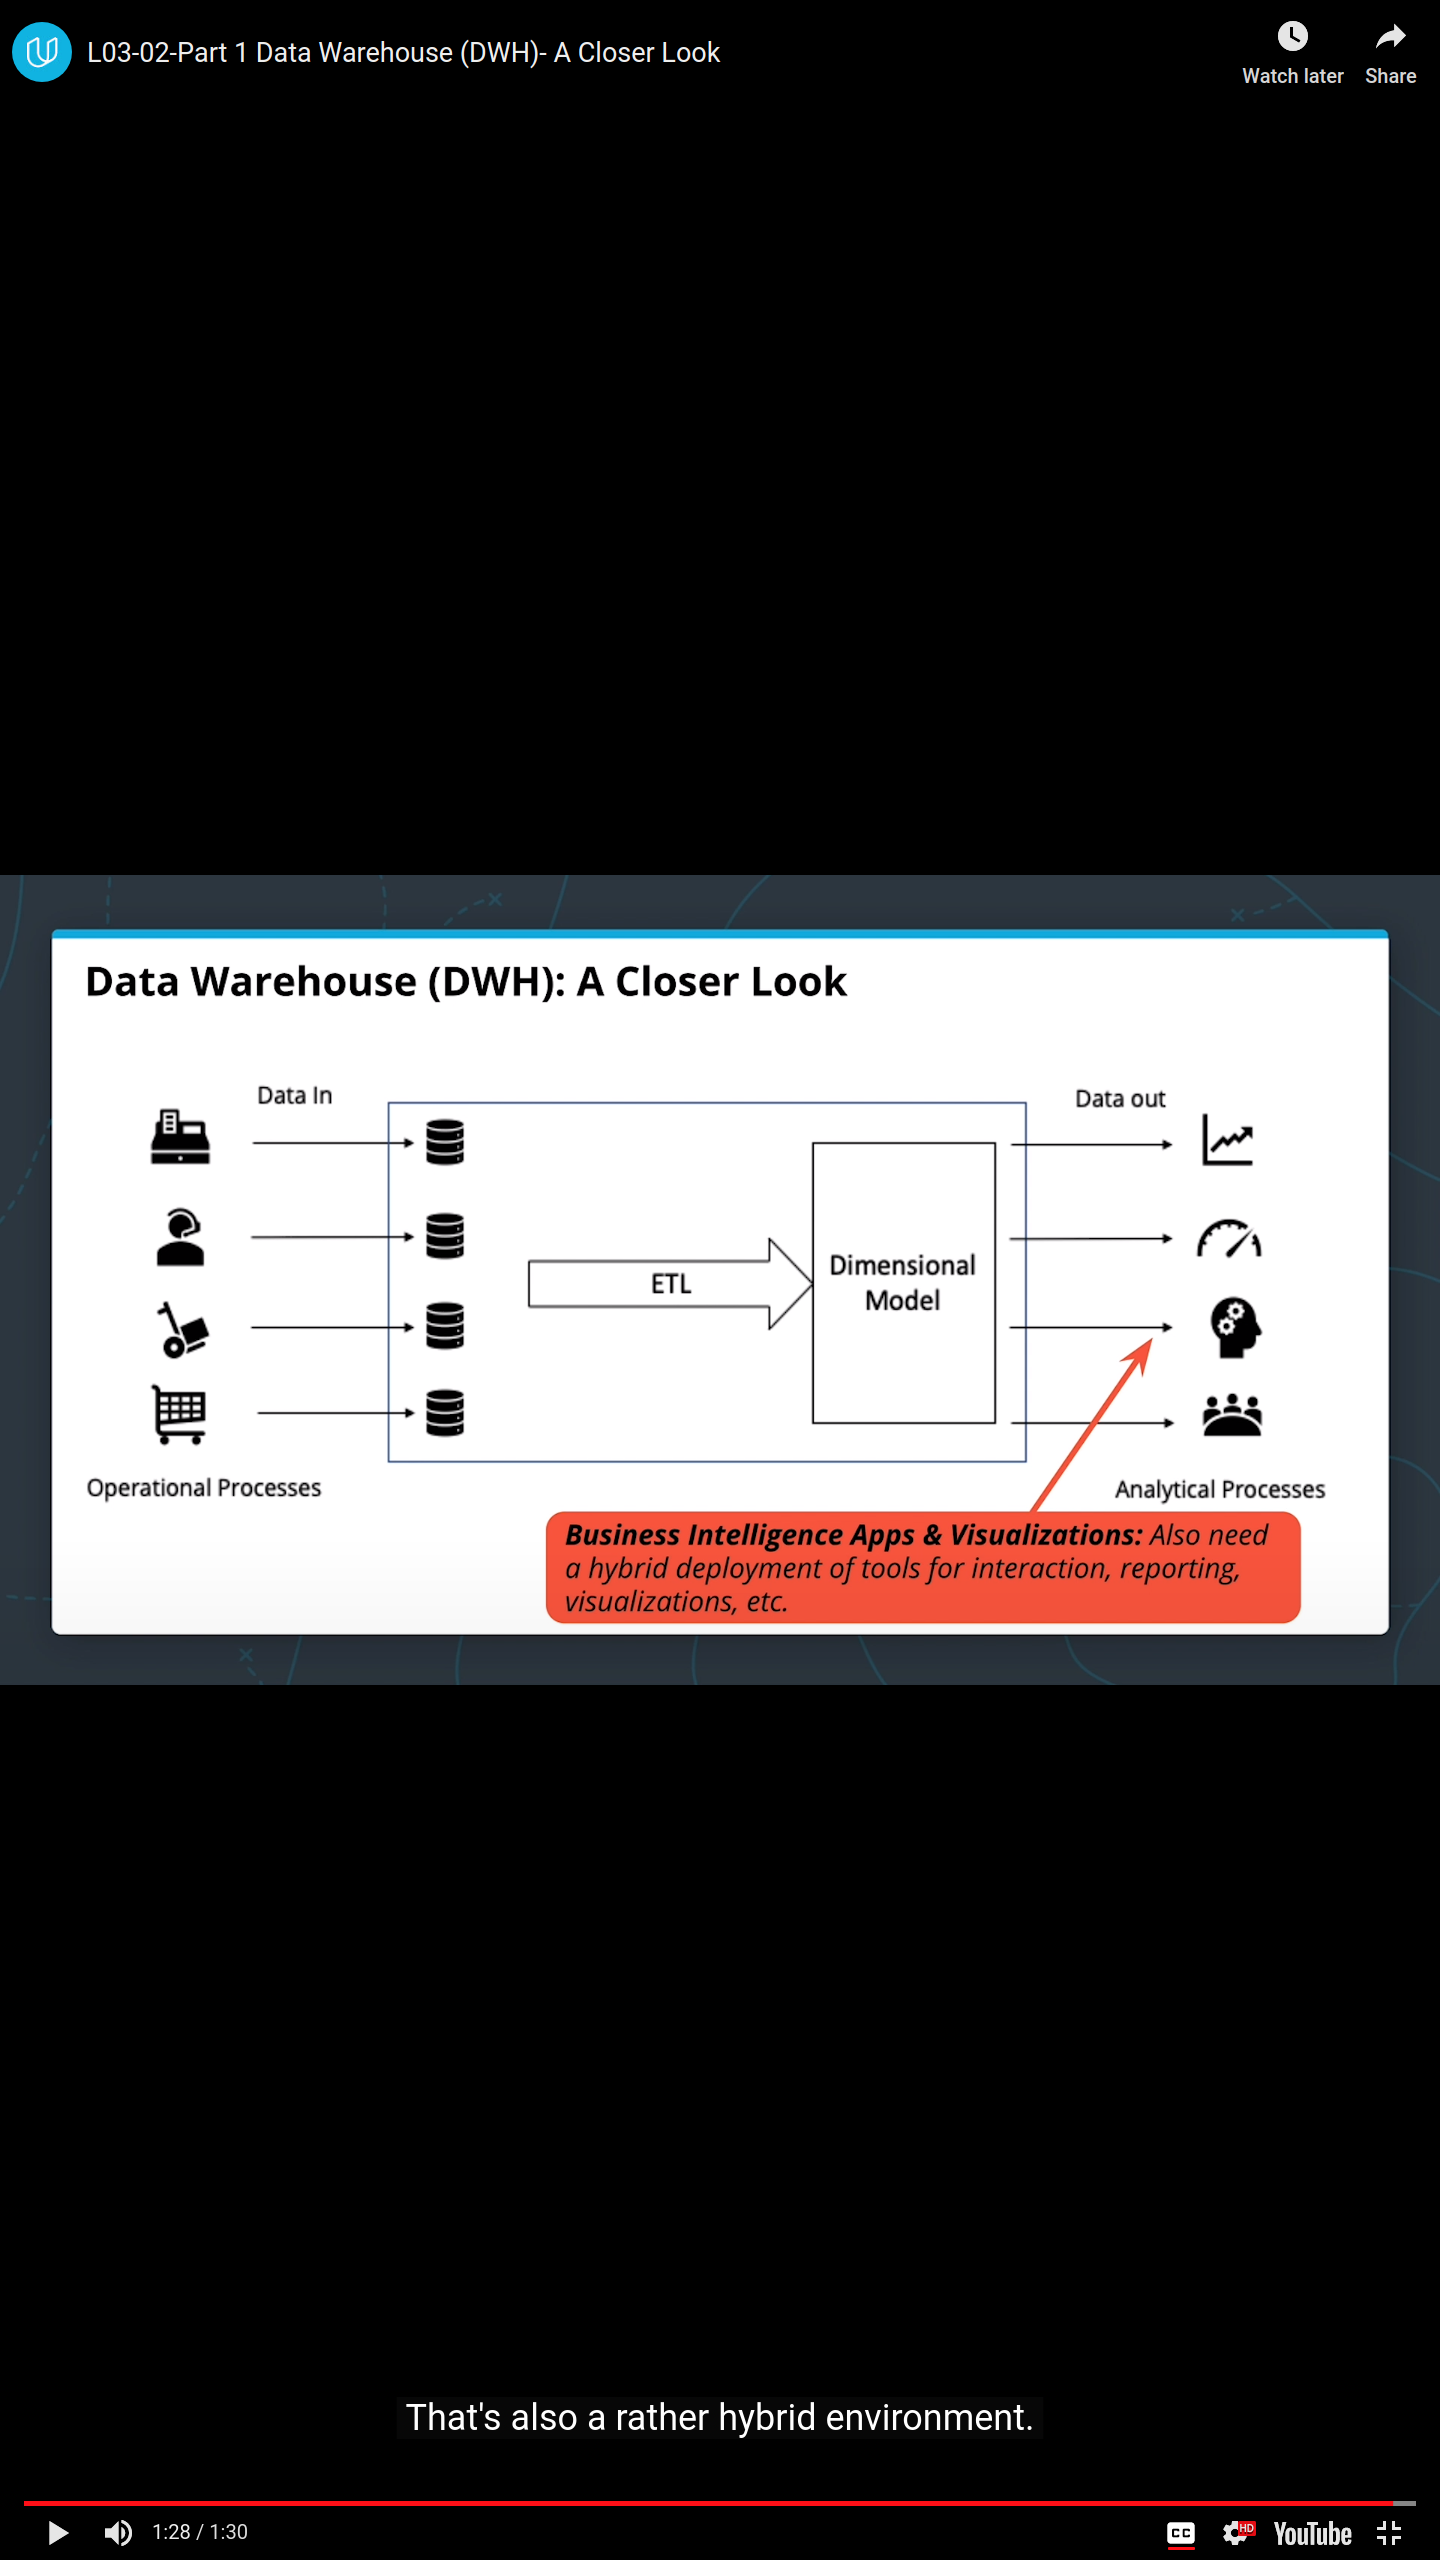 L03-02-Part 1 Data Warehouse (DWH)- A Closer Look
Watch later
Share
Data Warehouse (DWH): A Closer Look
Data In
Data out
ETL
Dimensional
Model
Operational Processes
Analytical Processes
Business Intelligence Apps & Visualizations: Also need
a hybrid deployment of tools for interaction, reporting,
visualizations, etc.
That's also a rather hybrid environment.
1:28 / 1:30
CC
HD
YouTube